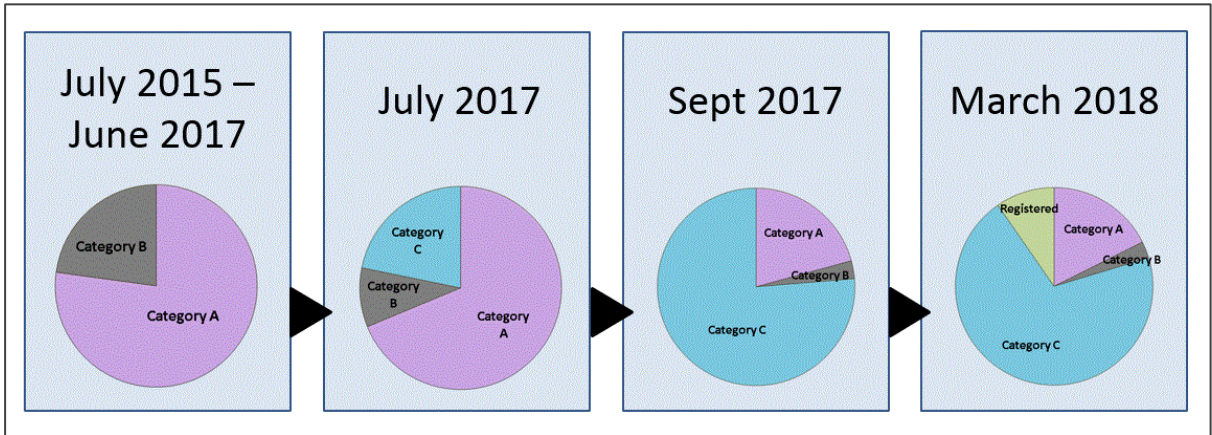 July 2015 –
June 2017
Category B
Category A
July 2017
Category
C
Category
B
Category
A
Sept 2017
Category A
Category B
Category C
March 2018
Registered
Category A
Category B
Category C